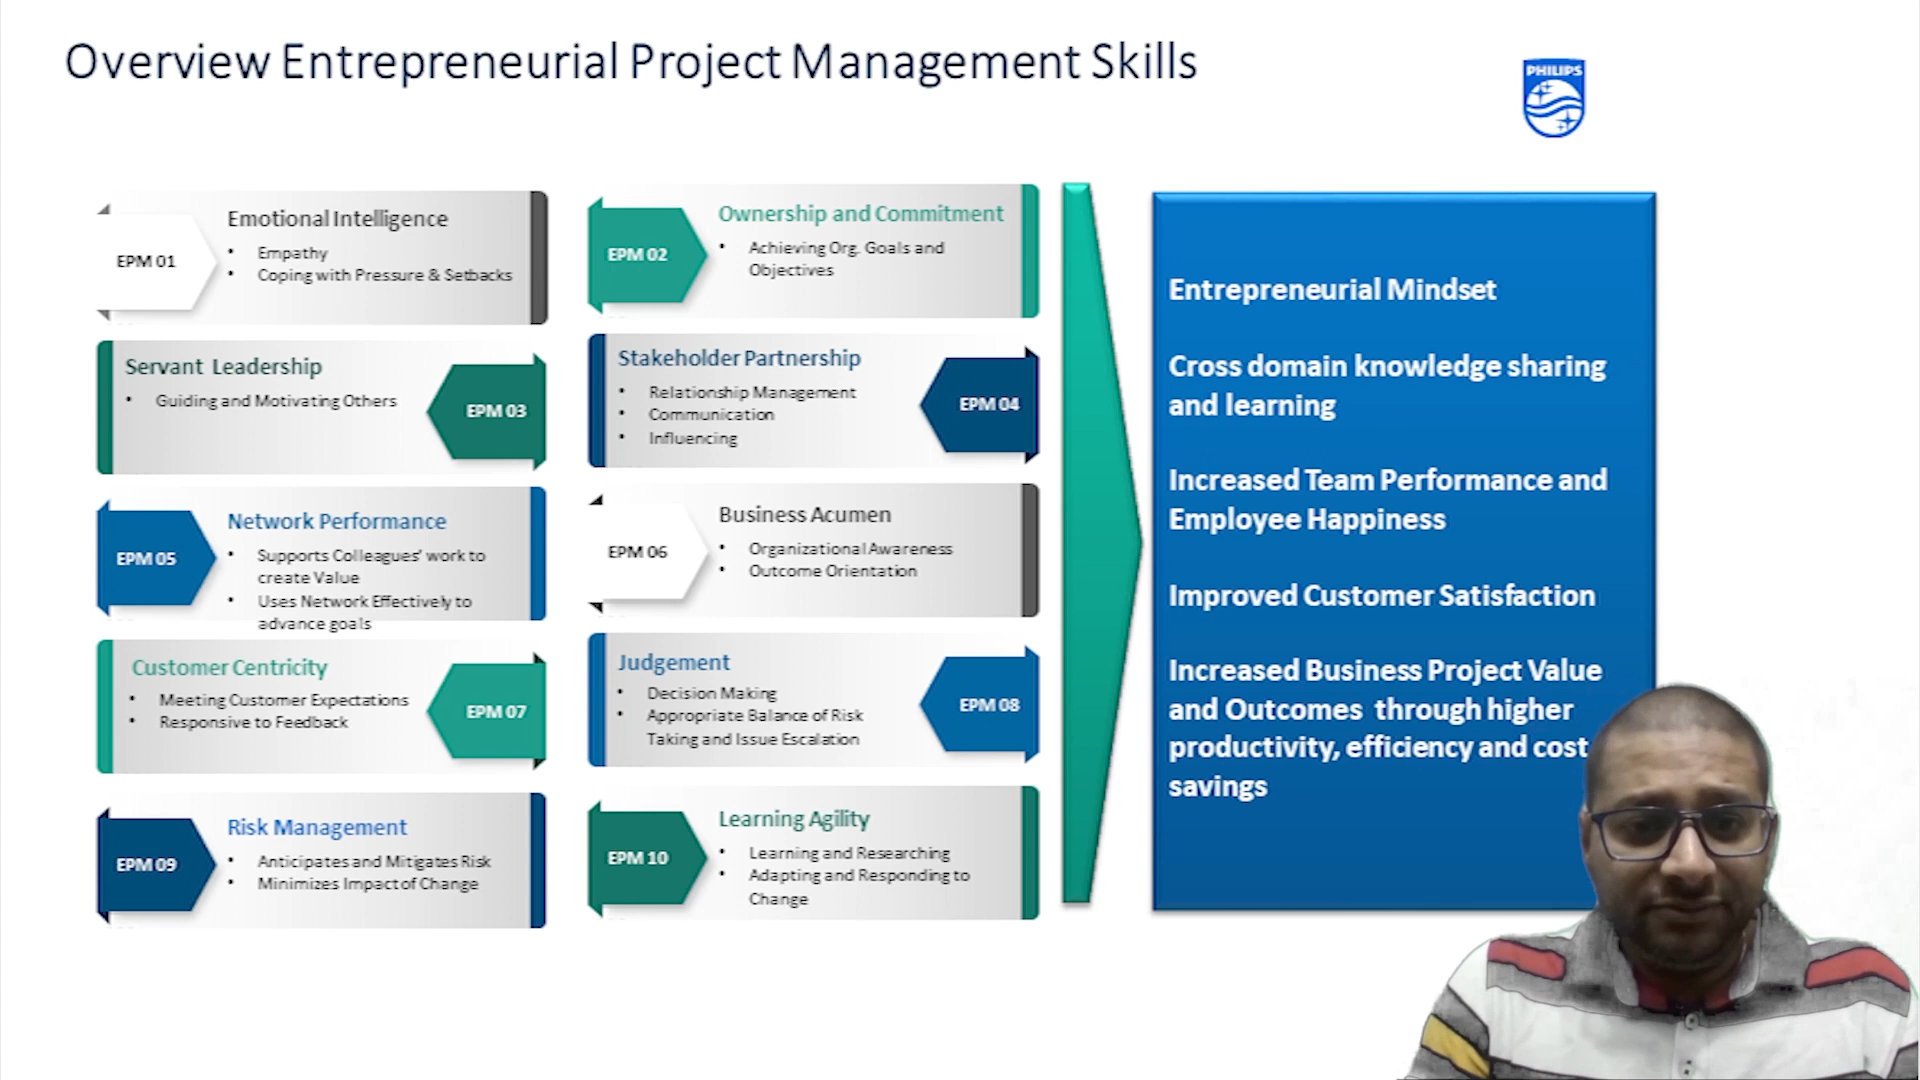 Overview Entrepreneurial Project Management Skills
PHILIPS
EPM 01
Emotional Intelligence
• Empathy
• Coping with Pressure & Setbacks
EPM 02
Ownership and Commitment
• Achieving Org. Goals and
Objectives
Servant Leadership
• Guiding and Motivating Others
EPM 03
Stakeholder Partnership
• Relationship Management
• Communication
• Influencing
EPM 04
EPM 05
Network Performance
• Supports Colleagues' work to
create Value
• Uses Network Effectively to
advance goals
EPM 06
Business Acumen
• Organizational Awareness
• Outcome Orientation
Customer Centricity
• Meeting Customer Expectations
• Responsive to Feedback
EPM 07
Judgement
• Decision Making
• Appropriate Balance of Risk
Taking and Issue Escalation
EPM 08
EPM 09
Risk Management
• Anticipates and Mitigates Risk
• Minimizes Impact of Change
EPM 10
Learning Agility
• Learning and Researching
• Adapting and Responding to
Change
Entrepreneurial Mindset
Cross domain knowledge sharing
and learning
Increased Team Performance and
Employee Happiness
Improved Customer Satisfaction
Increased Business Project Value
and Outcomes through higher
productivity, efficiency and cost
savings